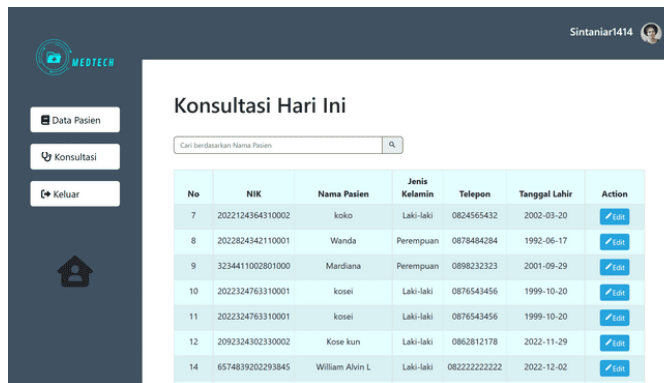 Sintaniar1414
MEDTECH
Data Pasien
Konsultasi
Keluar
Konsultasi Hari Ini
Cari berdasarkan Nama Pasien
No NIK Nama Pasien Jenis Kelamin Telepon Tanggal Lahir Action
7 2022124364310002 koko Laki-laki 0824565432 2002-03-20 Edit
8 2022824342110001 Wanda Perempuan 0878484284 1992-06-17 Edit
9 3234411002801000 Mardiana Perempuan 0898232323 2001-09-29 Edit
10 2022324763310001 kosei Laki-laki 0876543456 1999-10-20 Edit
11 2022324763310001 kosei Laki-laki 0876543456 1999-10-20 Edit
12 2092324302330002 Kose kun Laki-laki 0862812178 2022-11-29 Edit
14 6574839202293845 William Alvin L Laki-laki 082222222222 2022-12-02 Edit